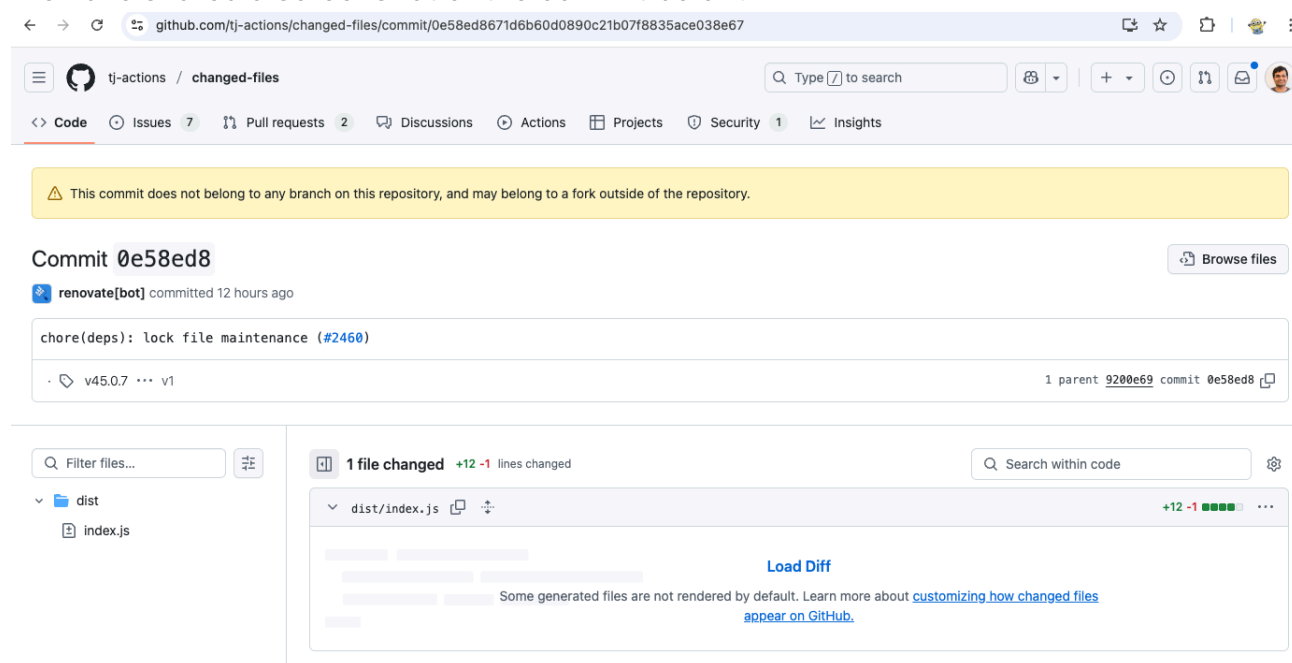 github.com/tj-actions/changed-files/commit/0e58ed8671d6b60d0890c21b07f8835ace038e67
tj-actions / changed-files
Type / to search
Code Issues 7 Pull requests 2 Discussions Actions Projects Security 1 Insights
This commit does not belong to any branch on this repository, and may belong to a fork outside of the repository.
Commit 0e58ed8
Browse files
renovate[bot] committed 12 hours ago
chore(deps): lock file maintenance (#2460)
· v45.0.7 ··· v1
1 parent 9200e69 commit 0e58ed8
Filter files...
1 file changed +12 -1 lines changed
Search within code
dist
index.js
dist/index.js
+12 -1
Load Diff
Some generated files are not rendered by default. Learn more about customizing how changed files
appear on GitHub.